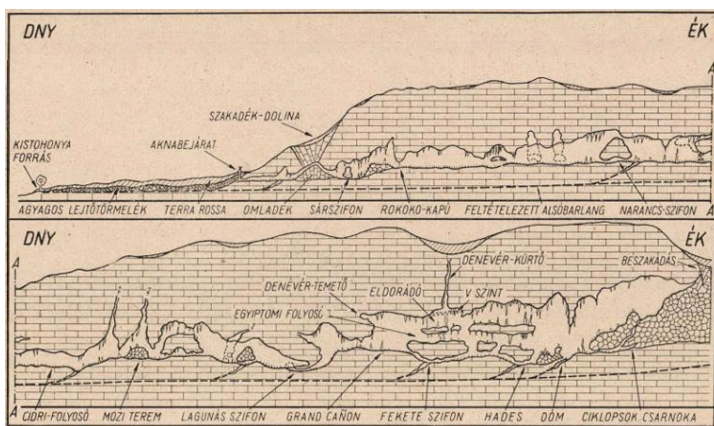 DNY
ÉK
SZAKADÉK-DOLINA
A
KISTOHONYA
FORRÁS
AKNABEJÁRAT
AGYAGOS LEJTŐTÖRMELÉK
TERRA ROSSA
OMLADÉK
SÁRSZIFON
ROKOKO-KAPU
FELTÉTELEZETT ALSÓBARLANG
NARANCS-SZIFON
A
DNY
ÉK
A
DENEVÉR-KÜRTŐ
BESZAKADÁS
DENEVÉR-TEMETŐ
ELDORÁDÓ
V SZINT
EGYIPTOMI FOLYOSÓ
A
CIDRI-FOLYOSÓ
MOZI TEREM
LAGUNÁS SZIFON
GRAND CAÑON
FEKETE SZIFON
HADES
DÓM
CIKLOPSOK CSARNOKA